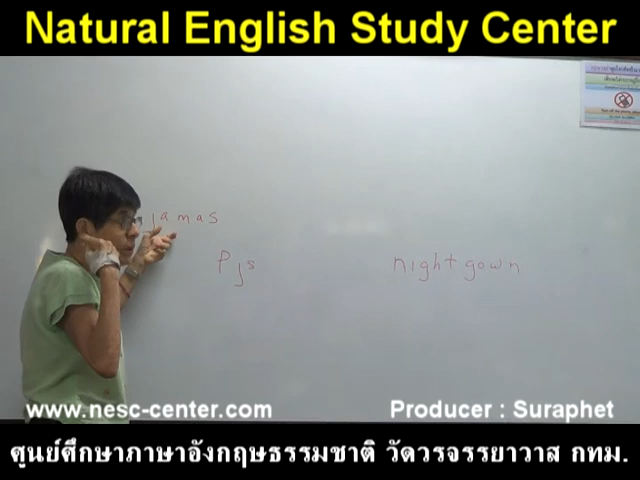 Natural English Study Center
jamas
Pjs
nightgown
www.nesc-center.com
Producer : Suraphet
ศูนย์ศึกษาภาษาอังกฤษธรรมชาติ วัดวรจรรยาวาส กทม.